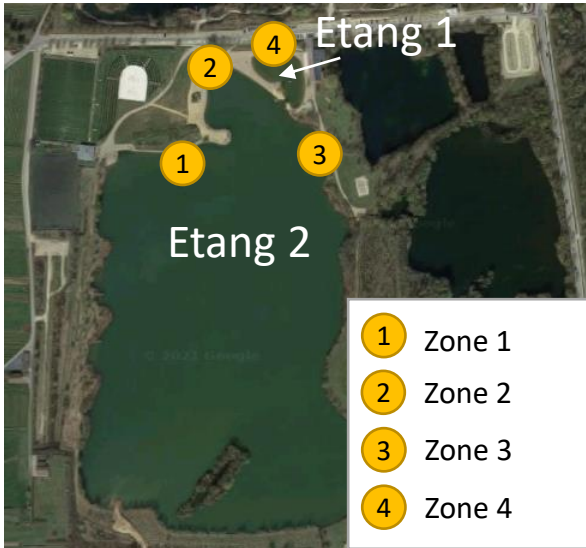 4
Etang 1
2
3
1
Etang 2
© 2021 Google
1 Zone 1
2 Zone 2
3 Zone 3
4 Zone 4